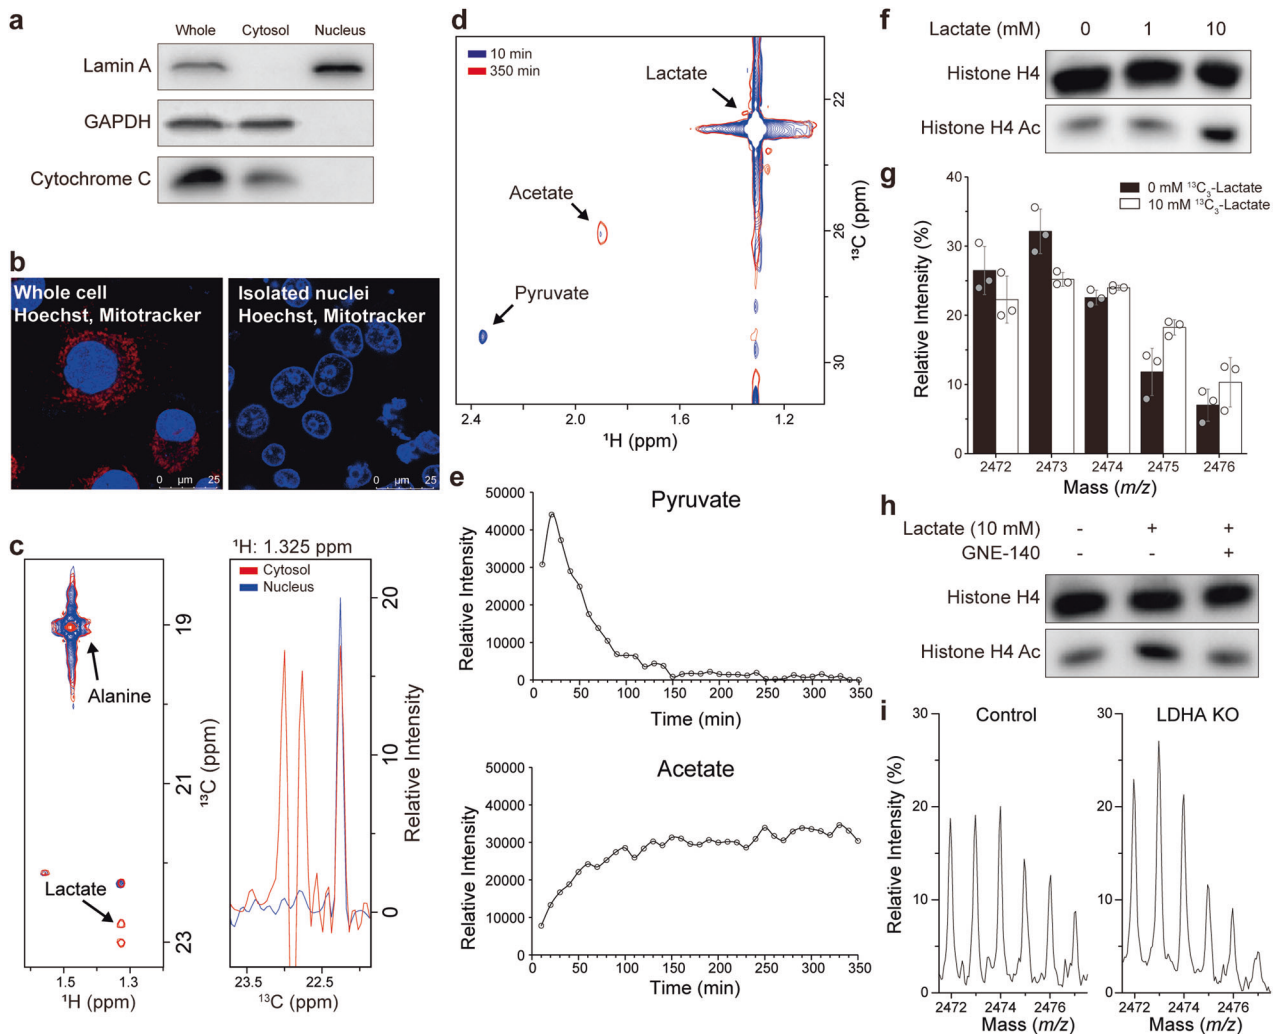 a
Whole Cytosol Nucleus
Lamin A
GAPDH
Cytochrome C
b
Whole cell
Hoechst, Mitotracker
0 µm 25
Isolated nuclei
Hoechst, Mitotracker
0 µm 25
c
Alanine
Lactate
19
21
23
¹³C (ppm)
1.5 1.3
¹H (ppm)
¹H: 1.325 ppm
Cytosol
Nucleus
20
10
0
Relative Intensity
23.5 22.5
¹³C (ppm)
d
10 min
350 min
Lactate
Acetate
Pyruvate
22
26
30
¹³C (ppm)
2.4 2.0 1.6 1.2
¹H (ppm)
e
Pyruvate
Relative Intensity
50000
40000
30000
20000
10000
0
0 50 100 150 200 250 300 350
Time (min)
Acetate
Relative Intensity
50000
40000
30000
20000
10000
0
0 50 100 150 200 250 300 350
Time (min)
f
Lactate (mM) 0 1 10
Histone H4
Histone H4 Ac
g
0 mM ¹³C₃-Lactate
10 mM ¹³C₃-Lactate
Relative Intensity (%)
40
30
20
10
0
2472 2473 2474 2475 2476
Mass (m/z)
h
Lactate (10 mM) - + +
GNE-140 - - +
Histone H4
Histone H4 Ac
i
Control
Relative Intensity (%)
30
20
10
0
2472 2474 2476
Mass (m/z)
LDHA KO
30
20
10
0
2472 2474 2476
Mass (m/z)